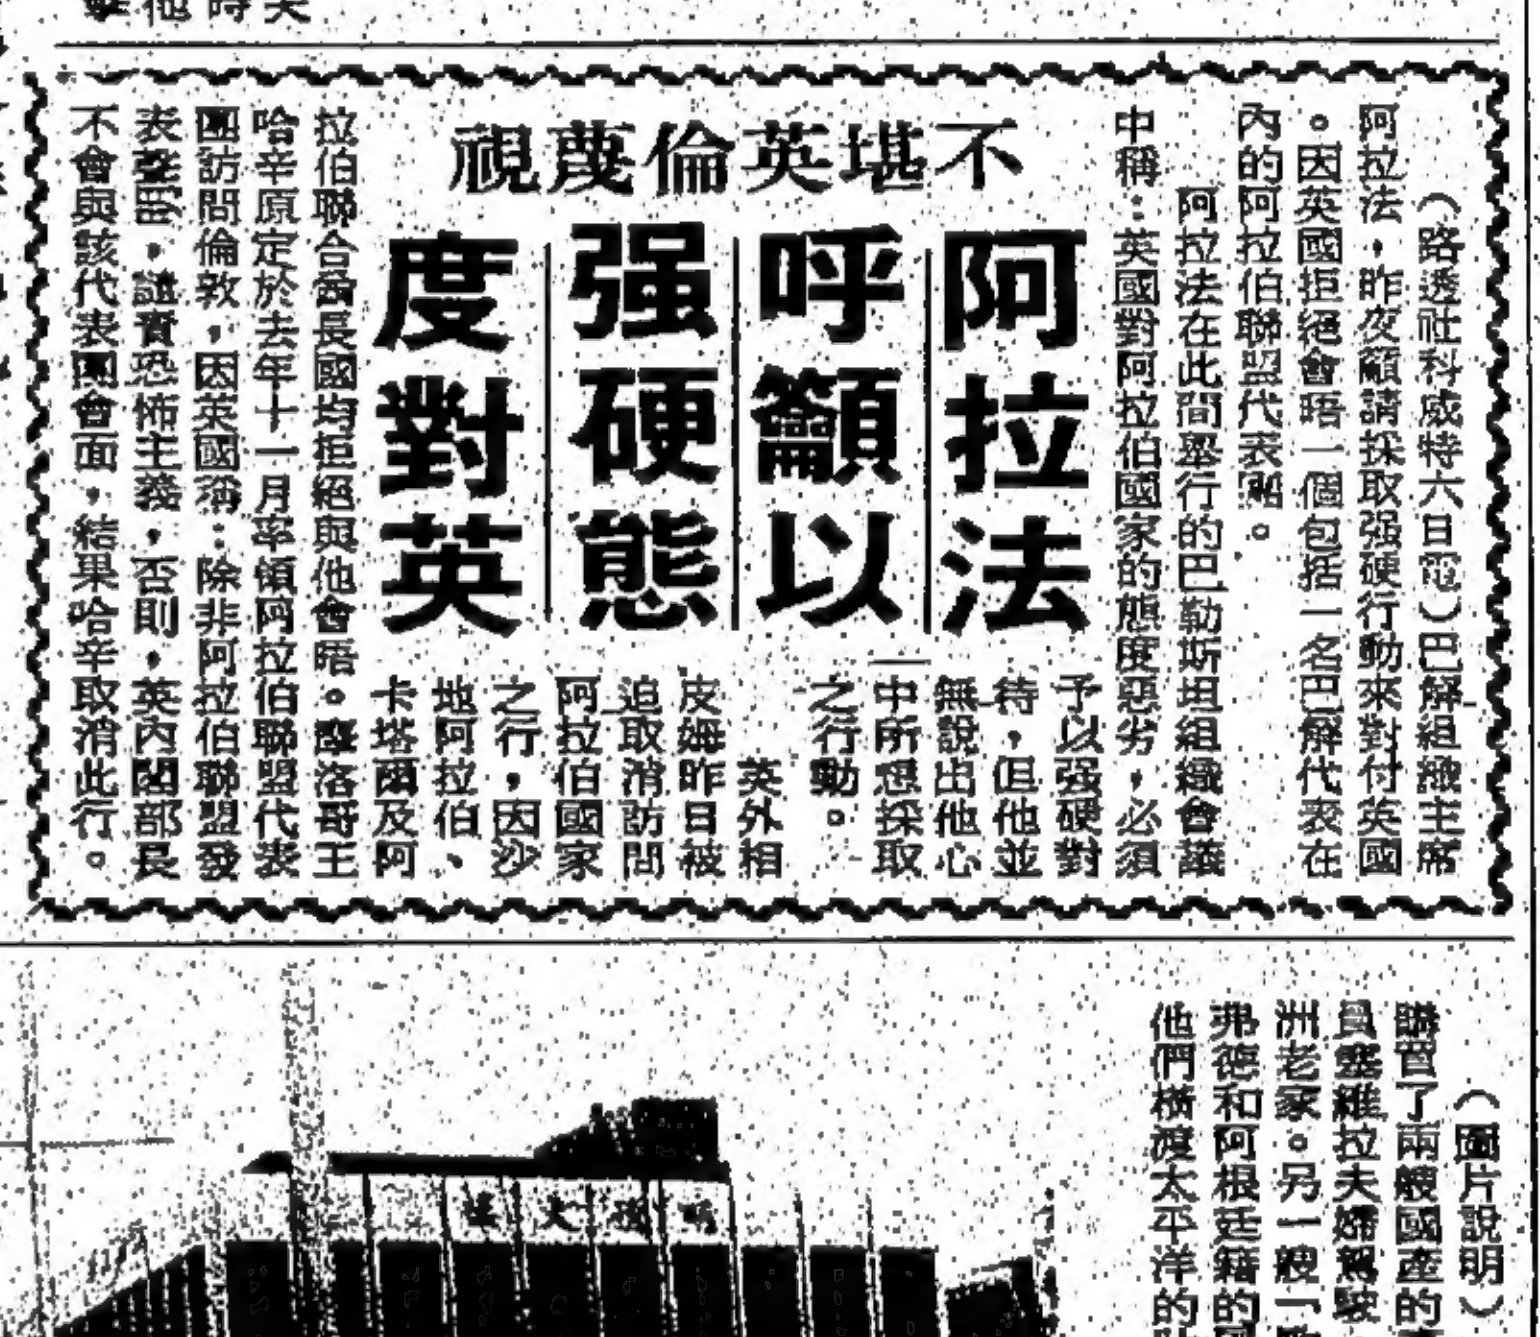 不堪英倫蔑視
阿拉法
呼籲以
强硬態
度對英
（路透社科威特六日電）巴解組織主席
阿拉法，昨夜籲請採取强硬行動來對付英國
。因英國拒絕會晤一個包括一名巴解代表在
內的阿拉伯聯盟代表團。
阿拉法在此間舉行的巴勒斯坦組織會議
中稱：英國對阿拉伯國家的態度惡劣，必須
予以强硬對
待，但他並
無說出他心
中所想採取
之行動。
英外相
皮姆昨日被
迫取消訪問
阿拉伯國家
之行，因沙
地阿拉伯、
卡塔爾及阿
拉伯聯合酋長國均拒絕與他會晤。摩洛哥王
哈辛原定於去年十一月率領阿拉伯聯盟代表
團訪問倫敦，因英國稱：除非阿拉伯聯盟發
表聲明，譴責恐怖主義，否則，英內閣部長
不會與該代表團會面，結果哈辛取消此行。
（圖片說明）
購買了兩艘國產的
員塞維拉夫婦駕駛
洲老家。另一艘「
弗德和阿根廷籍的
他們橫渡太平洋的